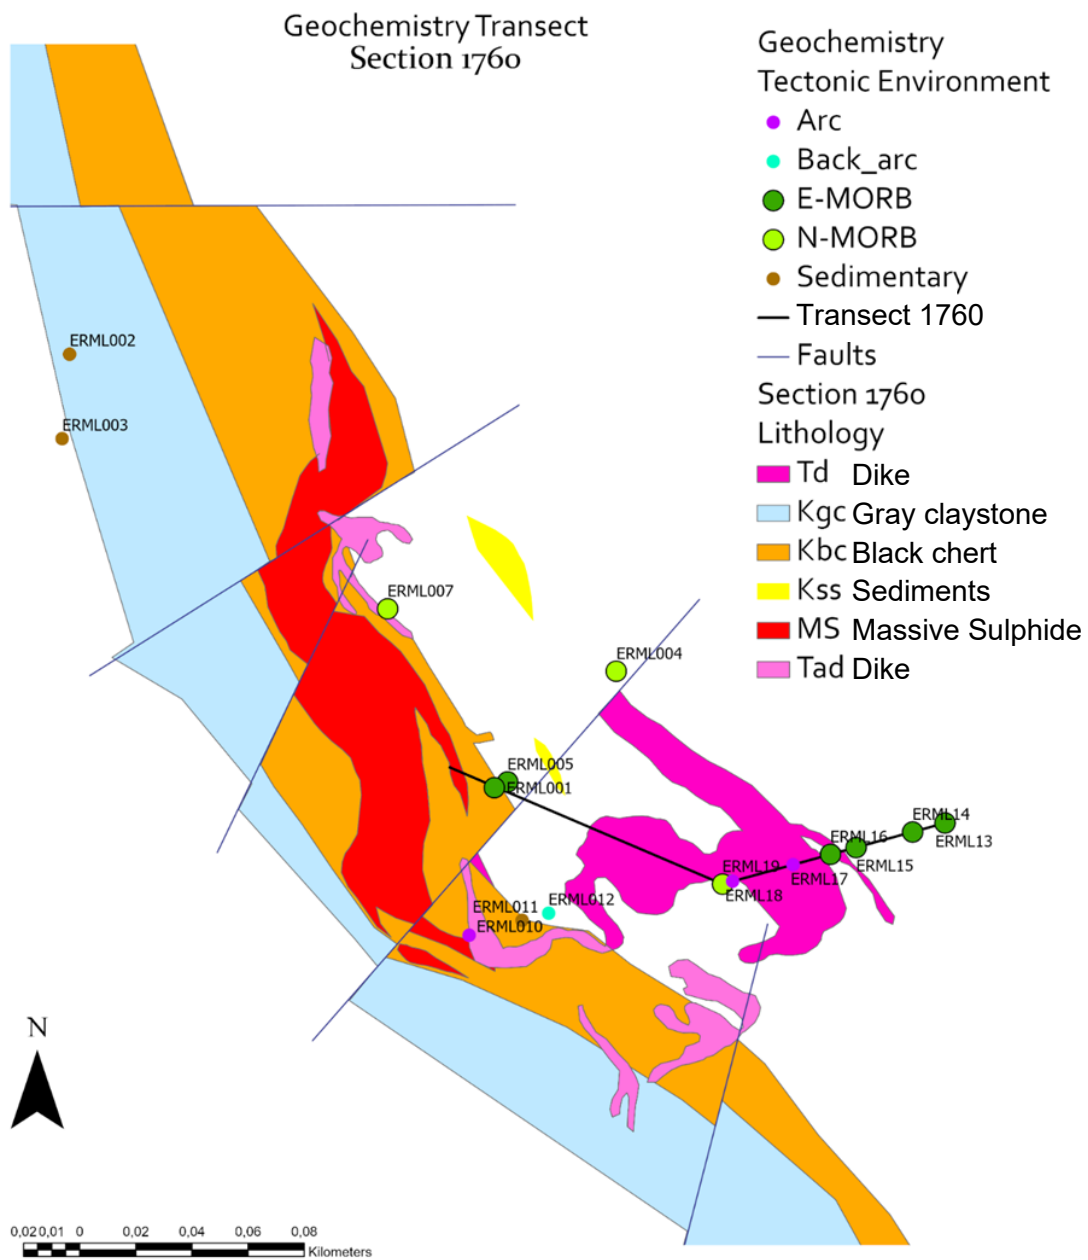 Geochemistry Transect
Section 1760
Geochemistry
Tectonic Environment
Arc
Back_arc
E-MORB
N-MORB
Sedimentary
Transect 1760
Faults
Section 1760
Lithology
Td Dike
Kgc Gray claystone
Kbc Black chert
Kss Sediments
MS Massive Sulphide
Tad Dike
ERML002
ERML003
ERML007
ERML004
ERML005
ERML001
ERML14
ERML16
ERML13
ERML15
ERML19
ERML17
ERML18
ERML012
ERML011
ERML010
N
0,02 0,01 0 0,02 0,04 0,06 0,08
Kilometers